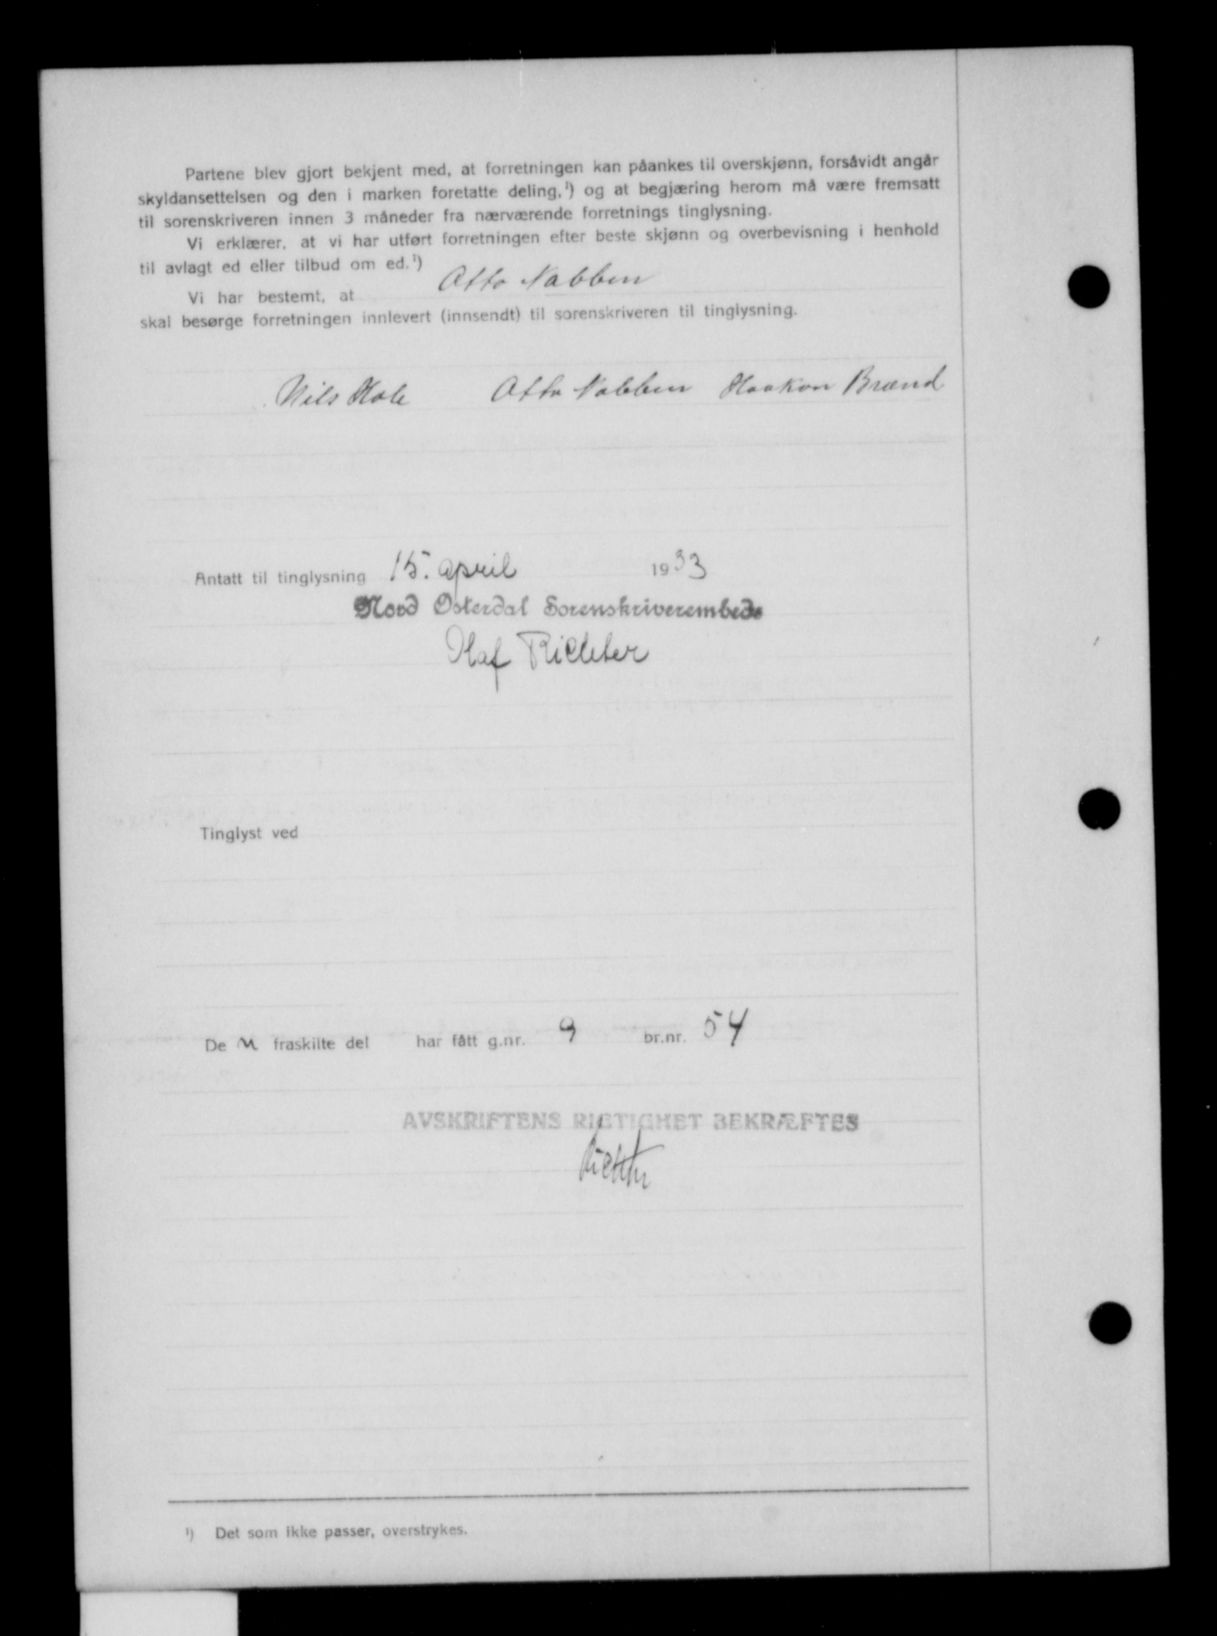 Partene blev gjort bekjent med, at forretningen kan påankes til overskjønn, forsåvidt angår
skyldansettelsen og den i marken foretatte deling,¹) og at begjæring herom må være fremsatt
til sorenskriveren innen 3 måneder fra nærværende forretnings tinglysning.
Vi erklærer, at vi har utført forretningen efter beste skjønn og overbevisning i henhold
til avlagt ed eller tilbud om ed.¹)
Vi har bestemt, at Otto Nabben
skal besørge forretningen innlevert (innsendt) til sorenskriveren til tinglysning.
Nils Hole Otto Nabben Haakon Brænd
Antatt til tinglysning 15. april 1933
Nord Østerdal Sorenskriverembede
Olaf Richter
Tinglyst ved
De n fraskilte del har fått g.nr. 9 br.nr. 54
AVSKRIFTENS RIGTIGHET BEKRÆFTES
Richter
¹) Det som ikke passer, overstrykes.